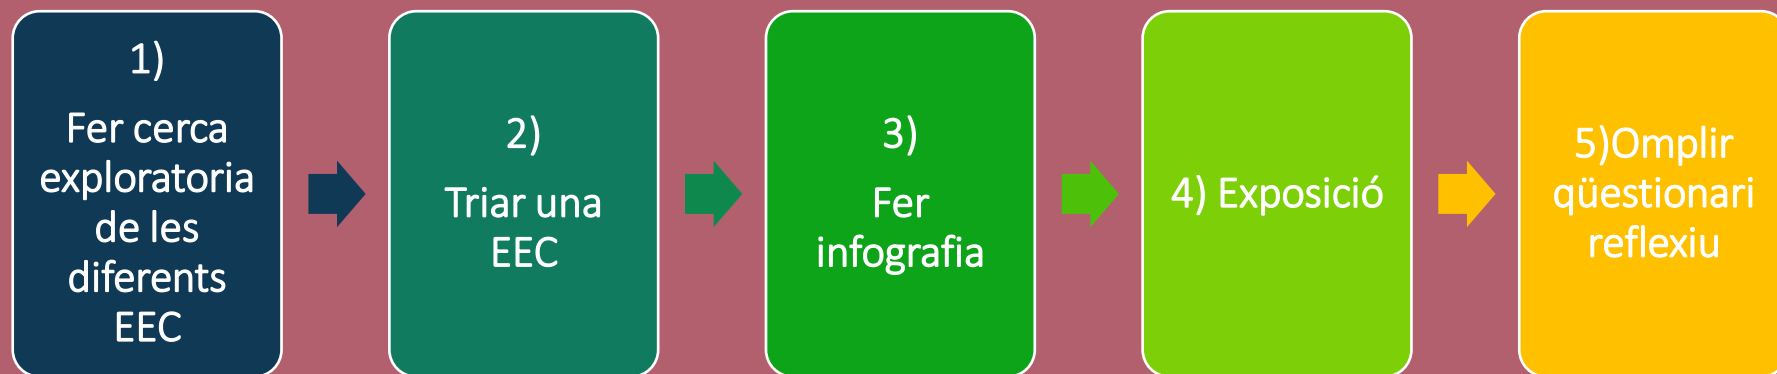 1)
Fer cerca
exploratoria
de les
diferents
EEC
2)
Triar una
EEC
3)
Fer
infografia
4) Exposició
5)Omplir
qüestionari
reflexiu